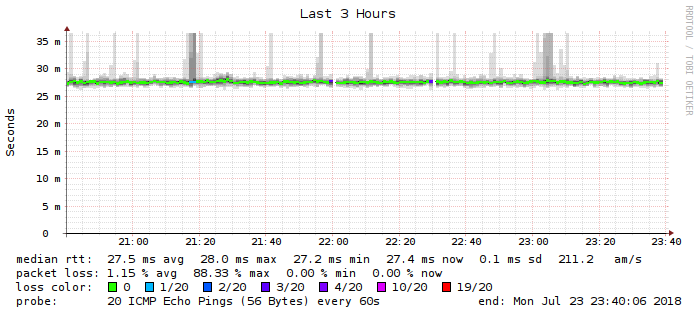 Last 3 Hours
RRDTOOL / TOBI OETIKER
Seconds
35 m
30 m
25 m
20 m
15 m
10 m
5 m
0
21:00 21:20 21:40 22:00 22:20 22:40 23:00 23:20 23:40
median rtt: 27.5 ms avg 28.0 ms max 27.2 ms min 27.4 ms now 0.1 ms sd 211.2 am/s
packet loss: 1.15 % avg 88.33 % max 0.00 % min 0.00 % now
loss color: 0 1/20 2/20 3/20 4/20 10/20 19/20
probe: 20 ICMP Echo Pings (56 Bytes) every 60s end: Mon Jul 23 23:40:06 2018